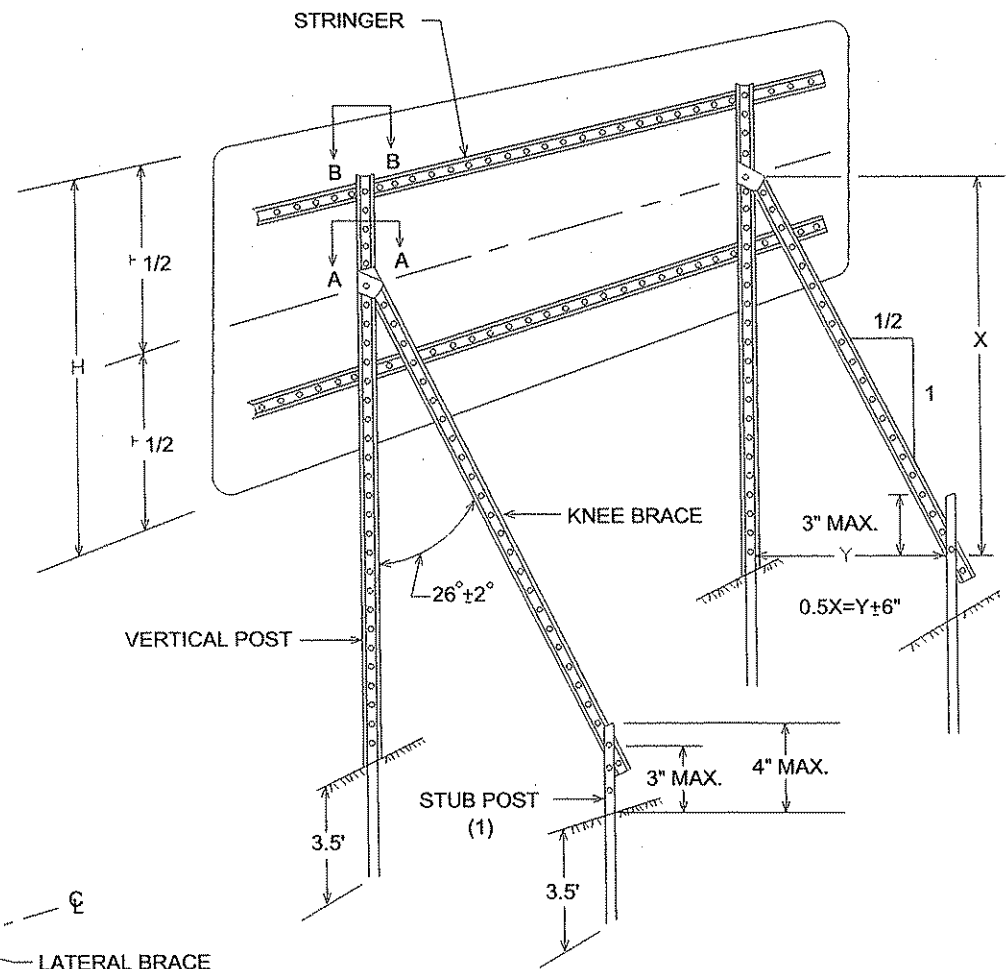 STRINGER
B
B
A
A
H
1/2
1/2
1/2
1
X
KNEE BRACE
3" MAX.
Y
26°±2°
0.5X=Y±6"
VERTICAL POST
3" MAX.
4" MAX.
STUB POST
(1)
3.5'
3.5'
℄
LATERAL BRACE